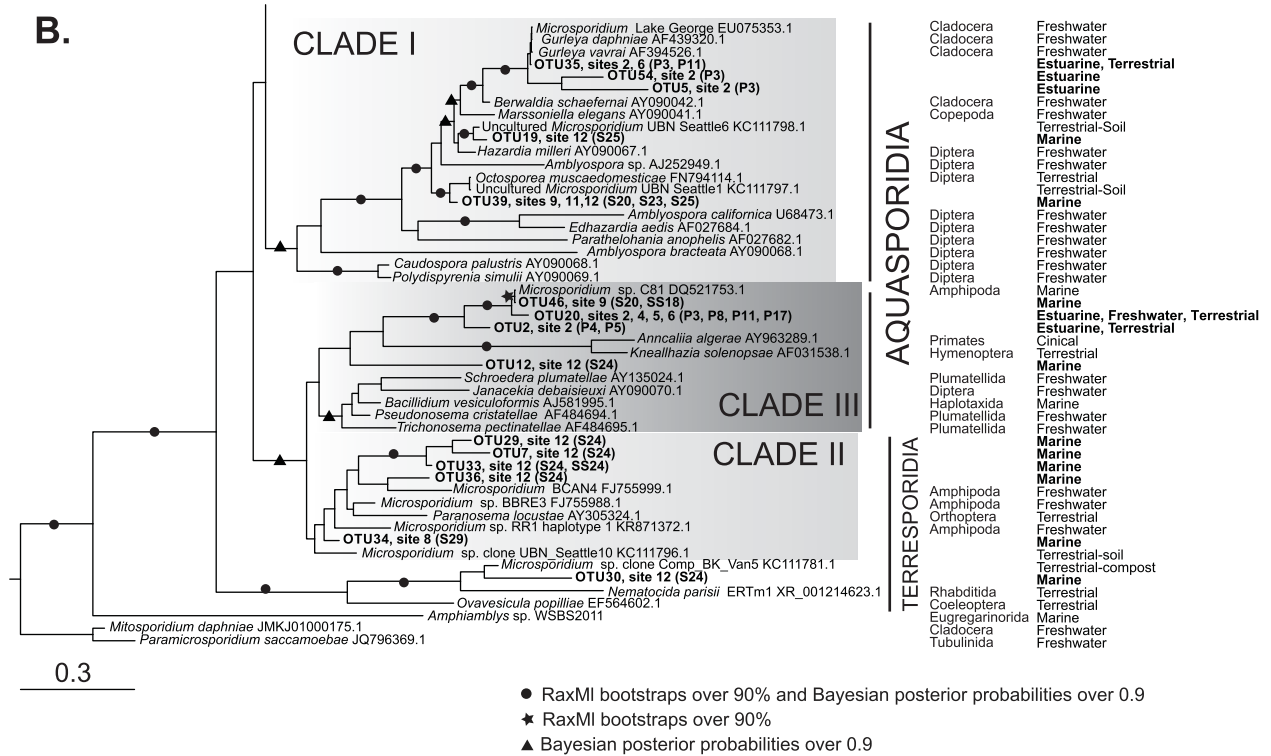 B.
CLADE I
Microsporidium Lake George EU075353.1 Cladocera Freshwater
Gurleya daphniae AF439320.1 Cladocera Freshwater
Gurleya vavrai AF394526.1 Cladocera Freshwater
OTU35, sites 2, 6 (P3, P11) Estuarine, Terrestrial
OTU54, site 2 (P3) Estuarine
OTU5, site 2 (P3) Estuarine
Berwaldia schaefernai AY090042.1 Cladocera Freshwater
Marssoniella elegans AY090041.1 Copepoda Freshwater
Uncultured Microsporidium UBN Seattle6 KC111798.1 Terrestrial-Soil
OTU19, site 12 (S25) Marine
Hazardia milleri AY090067.1 Diptera Freshwater
Amblyospora sp. AJ252949.1 Diptera Freshwater
Octosporea muscaedomesticae FN794114.1 Diptera Terrestrial
Uncultured Microsporidium UBN Seattle1 KC111797.1 Terrestrial-Soil
OTU39, sites 9, 11,12 (S20, S23, S25) Marine
Amblyospora californica U68473.1 Diptera Freshwater
Edhazardia aedis AF027684.1 Diptera Freshwater
Parathelohania anophelis AF027682.1 Diptera Freshwater
Amblyospora bracteata AY090068.1 Diptera Freshwater
Caudospora palustris AY090068.1 Diptera Freshwater
Polydispyrenia simulii AY090069.1 Diptera Freshwater
AQUASPORIDIA
Microsporidium sp. C81 DQ521753.1 Amphipoda Marine
OTU46, site 9 (S20, SS18) Marine
OTU20, sites 2, 4, 5, 6 (P3, P8, P11, P17) Estuarine, Freshwater, Terrestrial
OTU2, site 2 (P4, P5) Estuarine, Terrestrial
Anncaliia algerae AY963289.1 Primates Cinical
Kneallhazia solenopsae AF031538.1 Hymenoptera Terrestrial
OTU12, site 12 (S24) Marine
Schroedera plumatellae AY135024.1 Plumatellida Freshwater
Janacekia debaisieuxi AY090070.1 Diptera Freshwater
Bacillidium vesiculoformis AJ581995.1 Haplotaxida Marine
Pseudonosema cristatellae AF484694.1 Plumatellida Freshwater
Trichonosema pectinatellae AF484695.1 Plumatellida Freshwater
CLADE III
OTU29, site 12 (S24) Marine
OTU7, site 12 (S24) Marine
OTU33, site 12 (S24, SS24) Marine
OTU36, site 12 (S24) Marine
CLADE II
Microsporidium BCAN4 FJ755999.1 Amphipoda Freshwater
Microsporidium sp. BBRE3 FJ755988.1 Amphipoda Freshwater
Paranosema locustae AY305324.1 Orthoptera Terrestrial
Microsporidium sp. RR1 haplotype 1 KR871372.1 Amphipoda Freshwater
OTU34, site 8 (S29) Marine
Microsporidium sp. clone UBN_Seattle10 KC111796.1 Terrestrial-soil
TERRESPORIDIA
Microsporidium sp. clone Comp_BK_Van5 KC111781.1 Terrestrial-compost
OTU30, site 12 (S24) Marine
Nematocida parisii ERTm1 XR_001214623.1 Rhabditida Terrestrial
Ovavesicula popilliae EF564602.1 Coeleoptera Terrestrial
Amphiamblys sp. WSBS2011 Eugregarinorida Marine
Mitosporidium daphniae JMKJ01000175.1 Cladocera Freshwater
Paramicrosporidium saccamoebae JQ796369.1 Tubulinida Freshwater
0.3
RaxMl bootstraps over 90% and Bayesian posterior probabilities over 0.9
RaxMl bootstraps over 90%
Bayesian posterior probabilities over 0.9